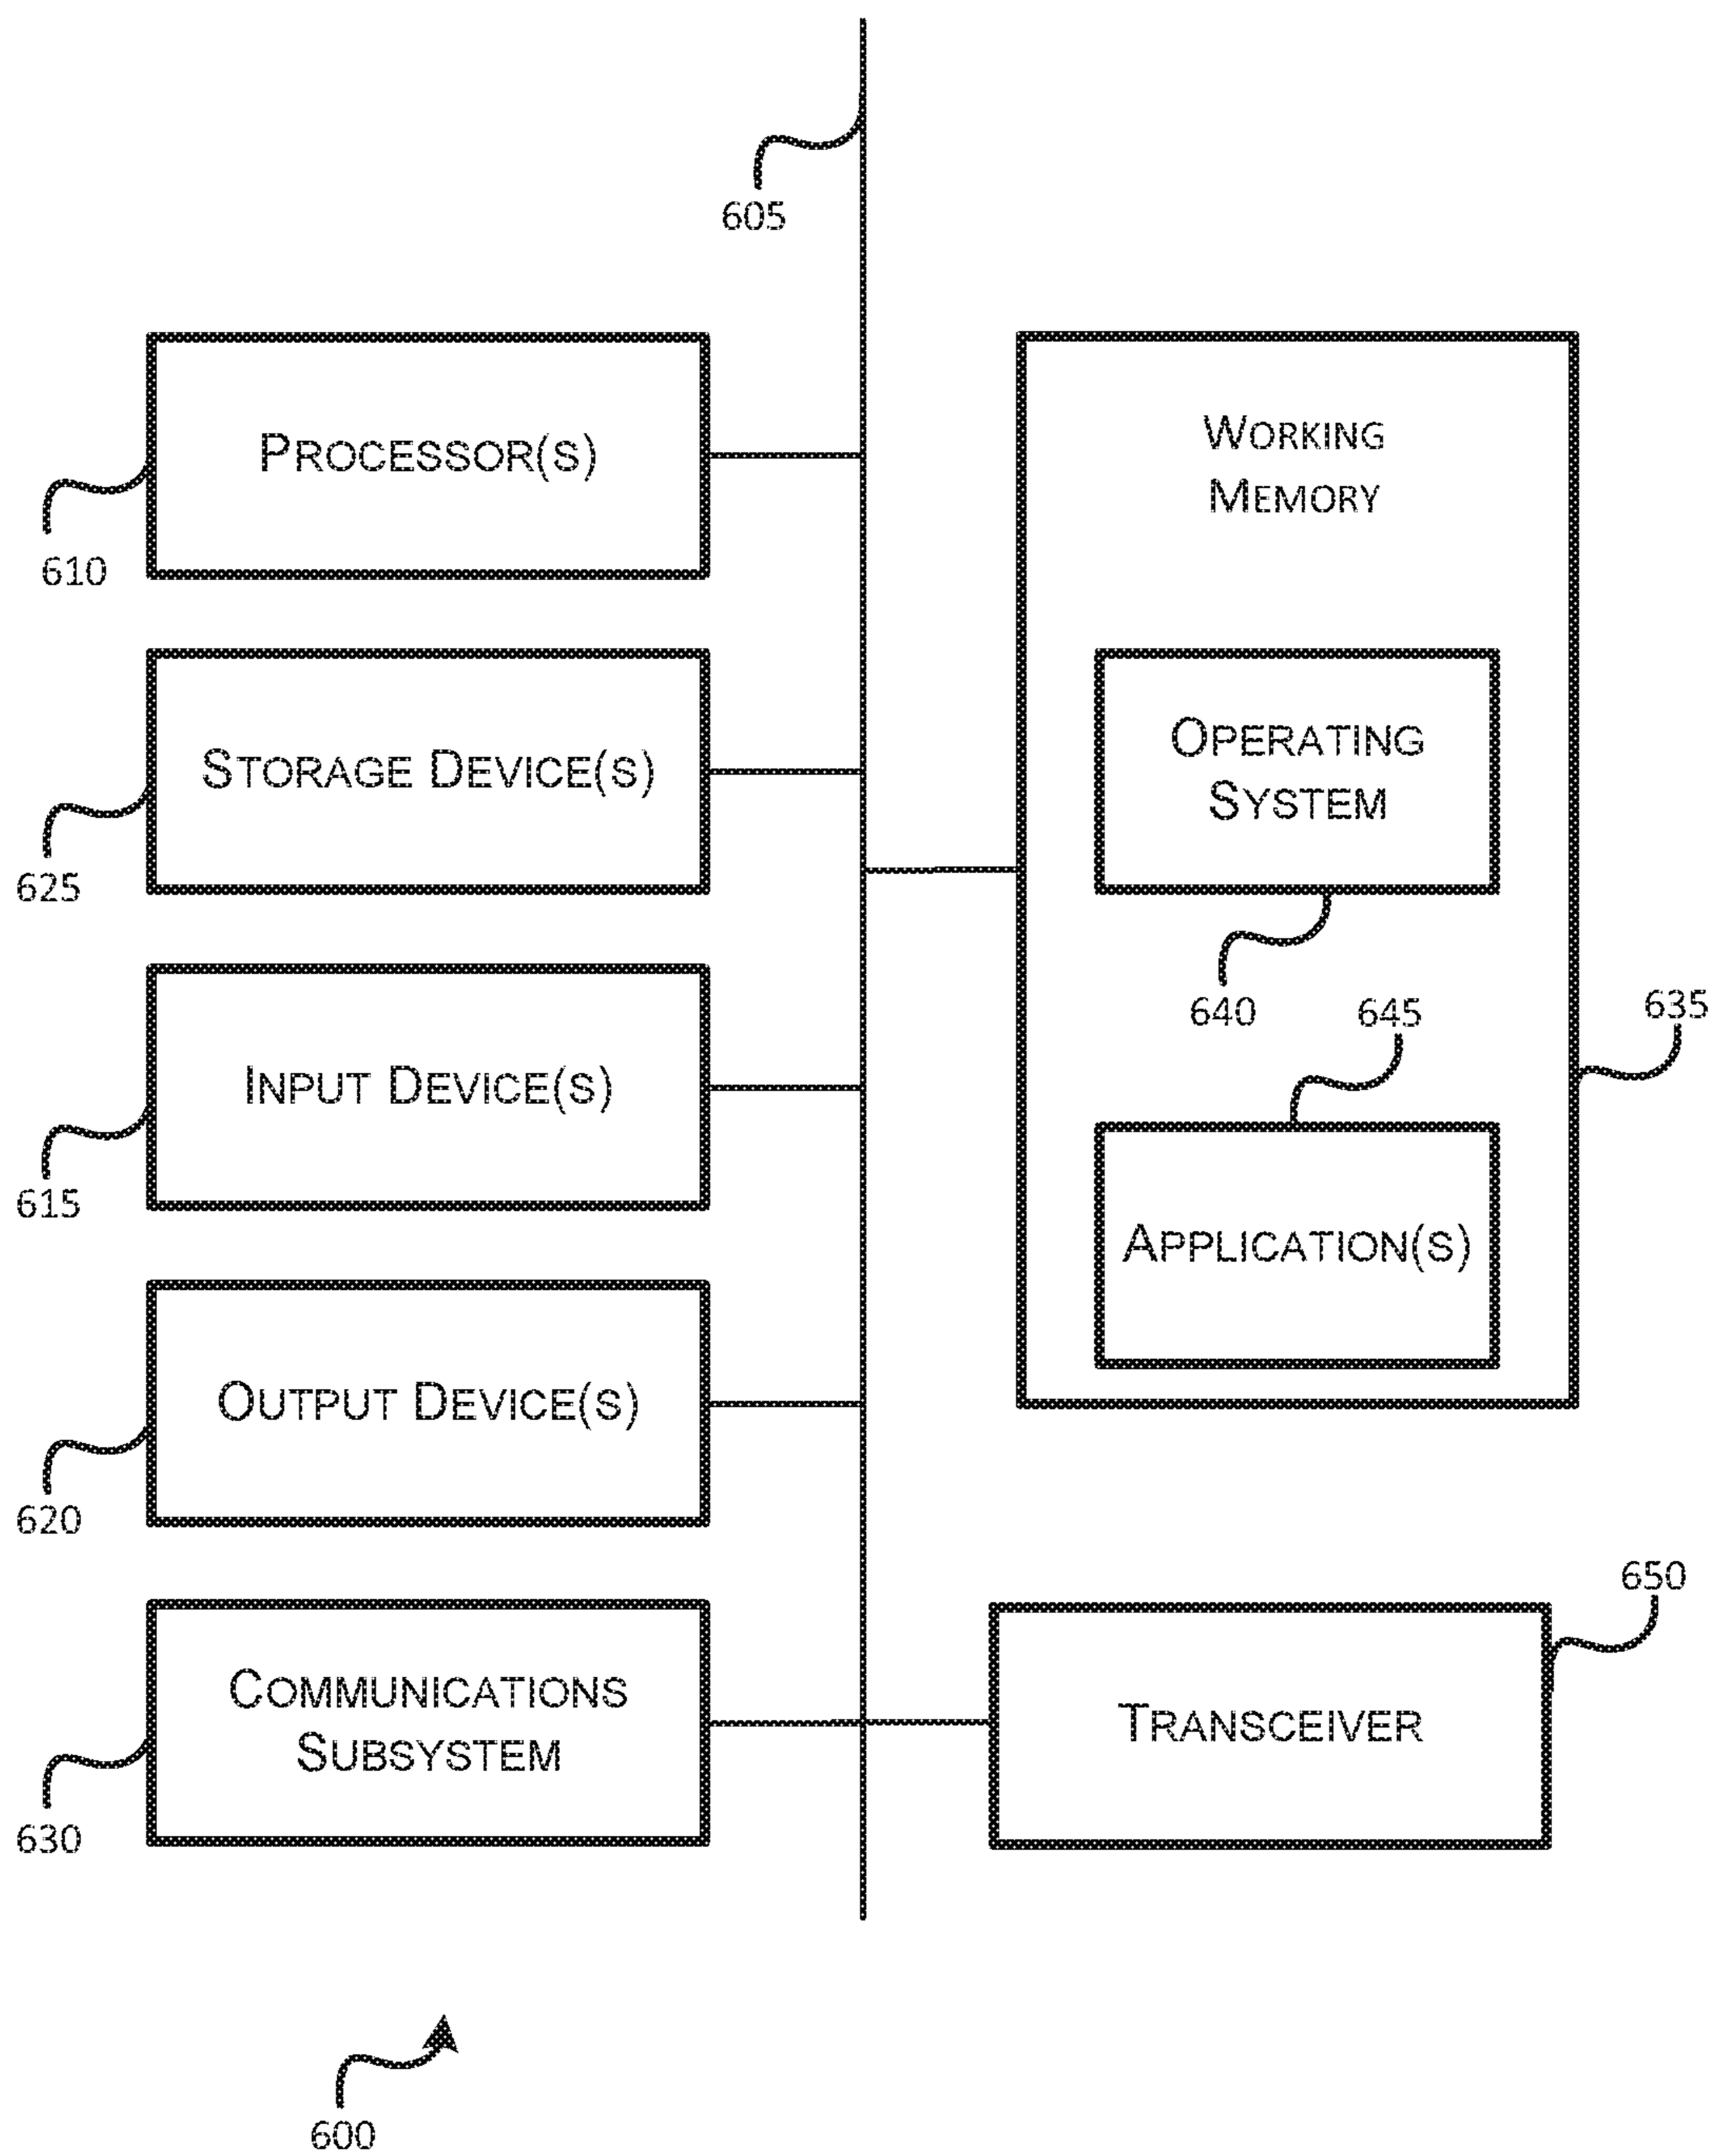 605
PROCESSOR(S)
610
STORAGE DEVICE(S)
625
INPUT DEVICE(S)
615
OUTPUT DEVICE(S)
620
COMMUNICATIONS
SUBSYSTEM
630
WORKING
MEMORY
OPERATING
SYSTEM
640
645
635
APPLICATION(S)
650
TRANSCEIVER
600